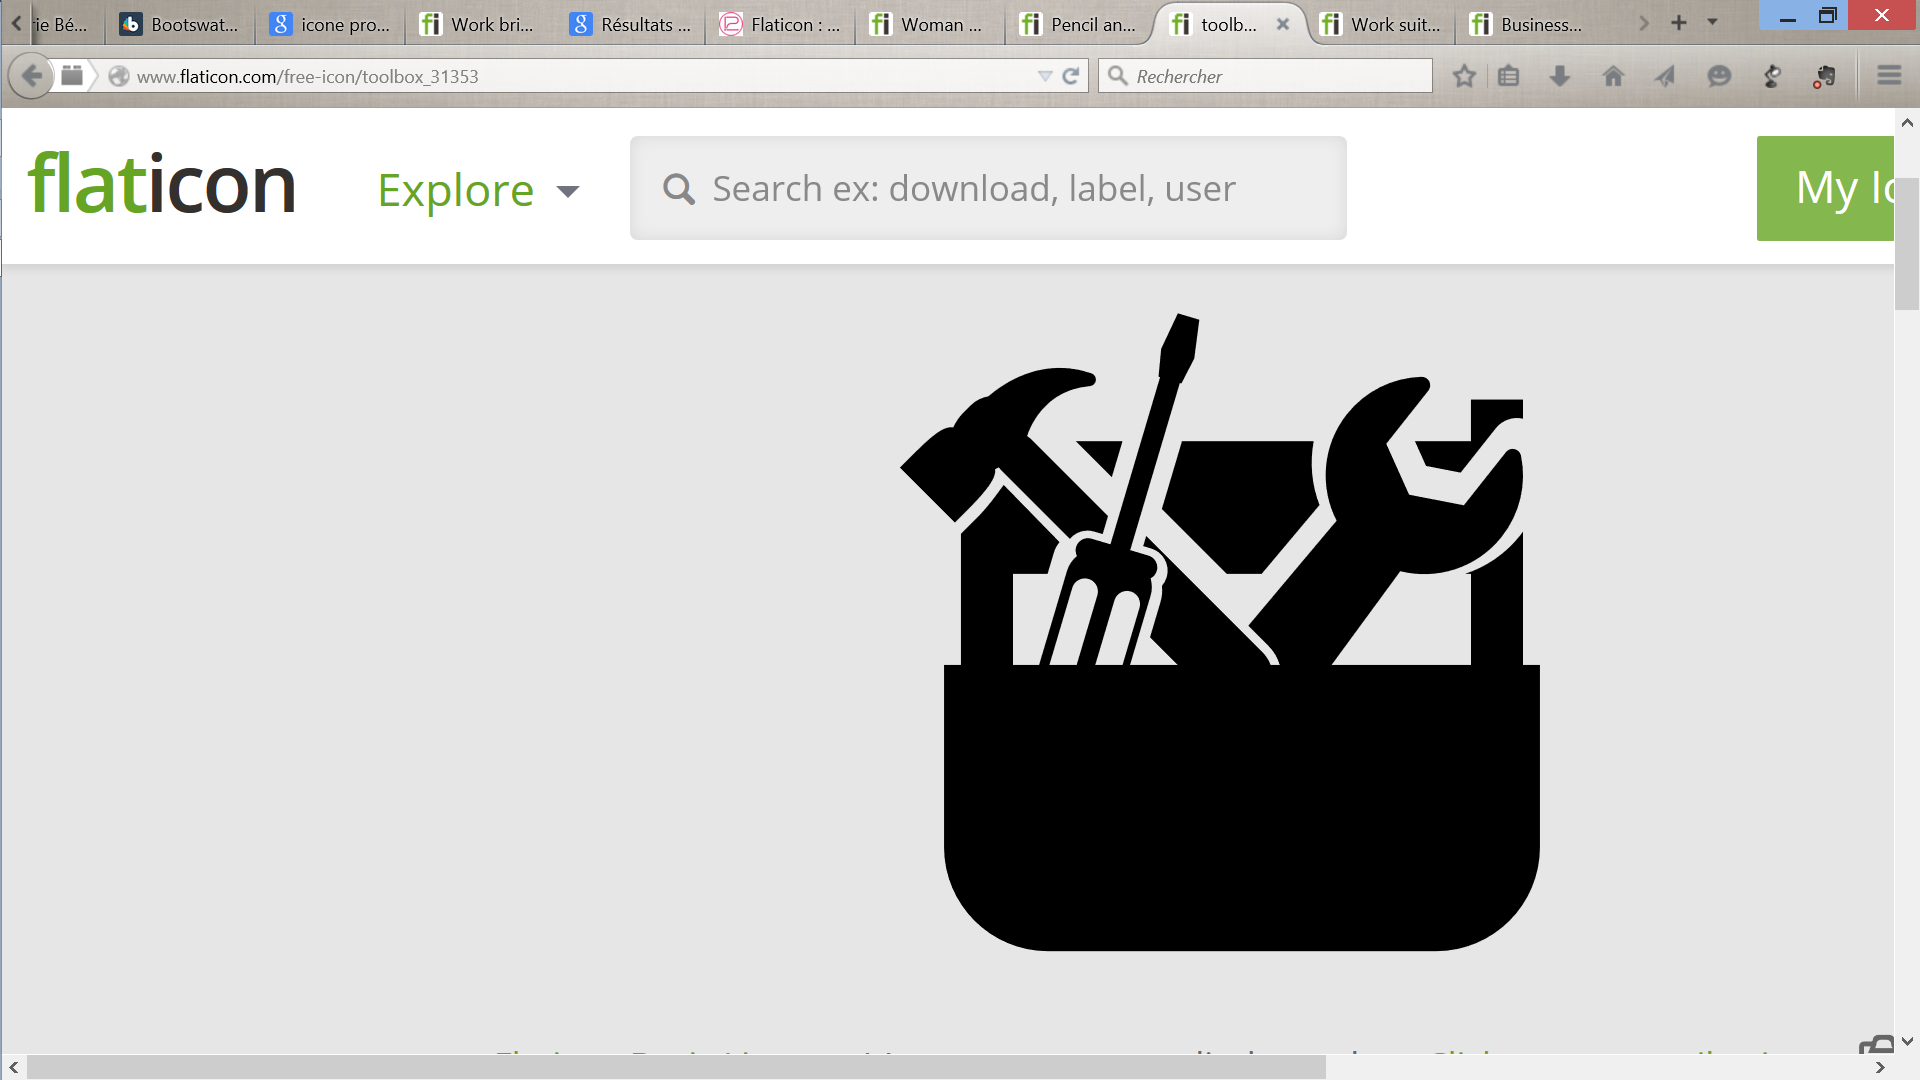 ie Bé...
Bootswat...
icone pro...
Work bri...
Résultats ...
Flaticon : ...
Woman ...
Pencil an...
toolb...
Work suit...
Business...
www.flaticon.com/free-icon/toolbox_31353
Rechercher
flaticon
Explore
Search ex: download, label, user
My Ic